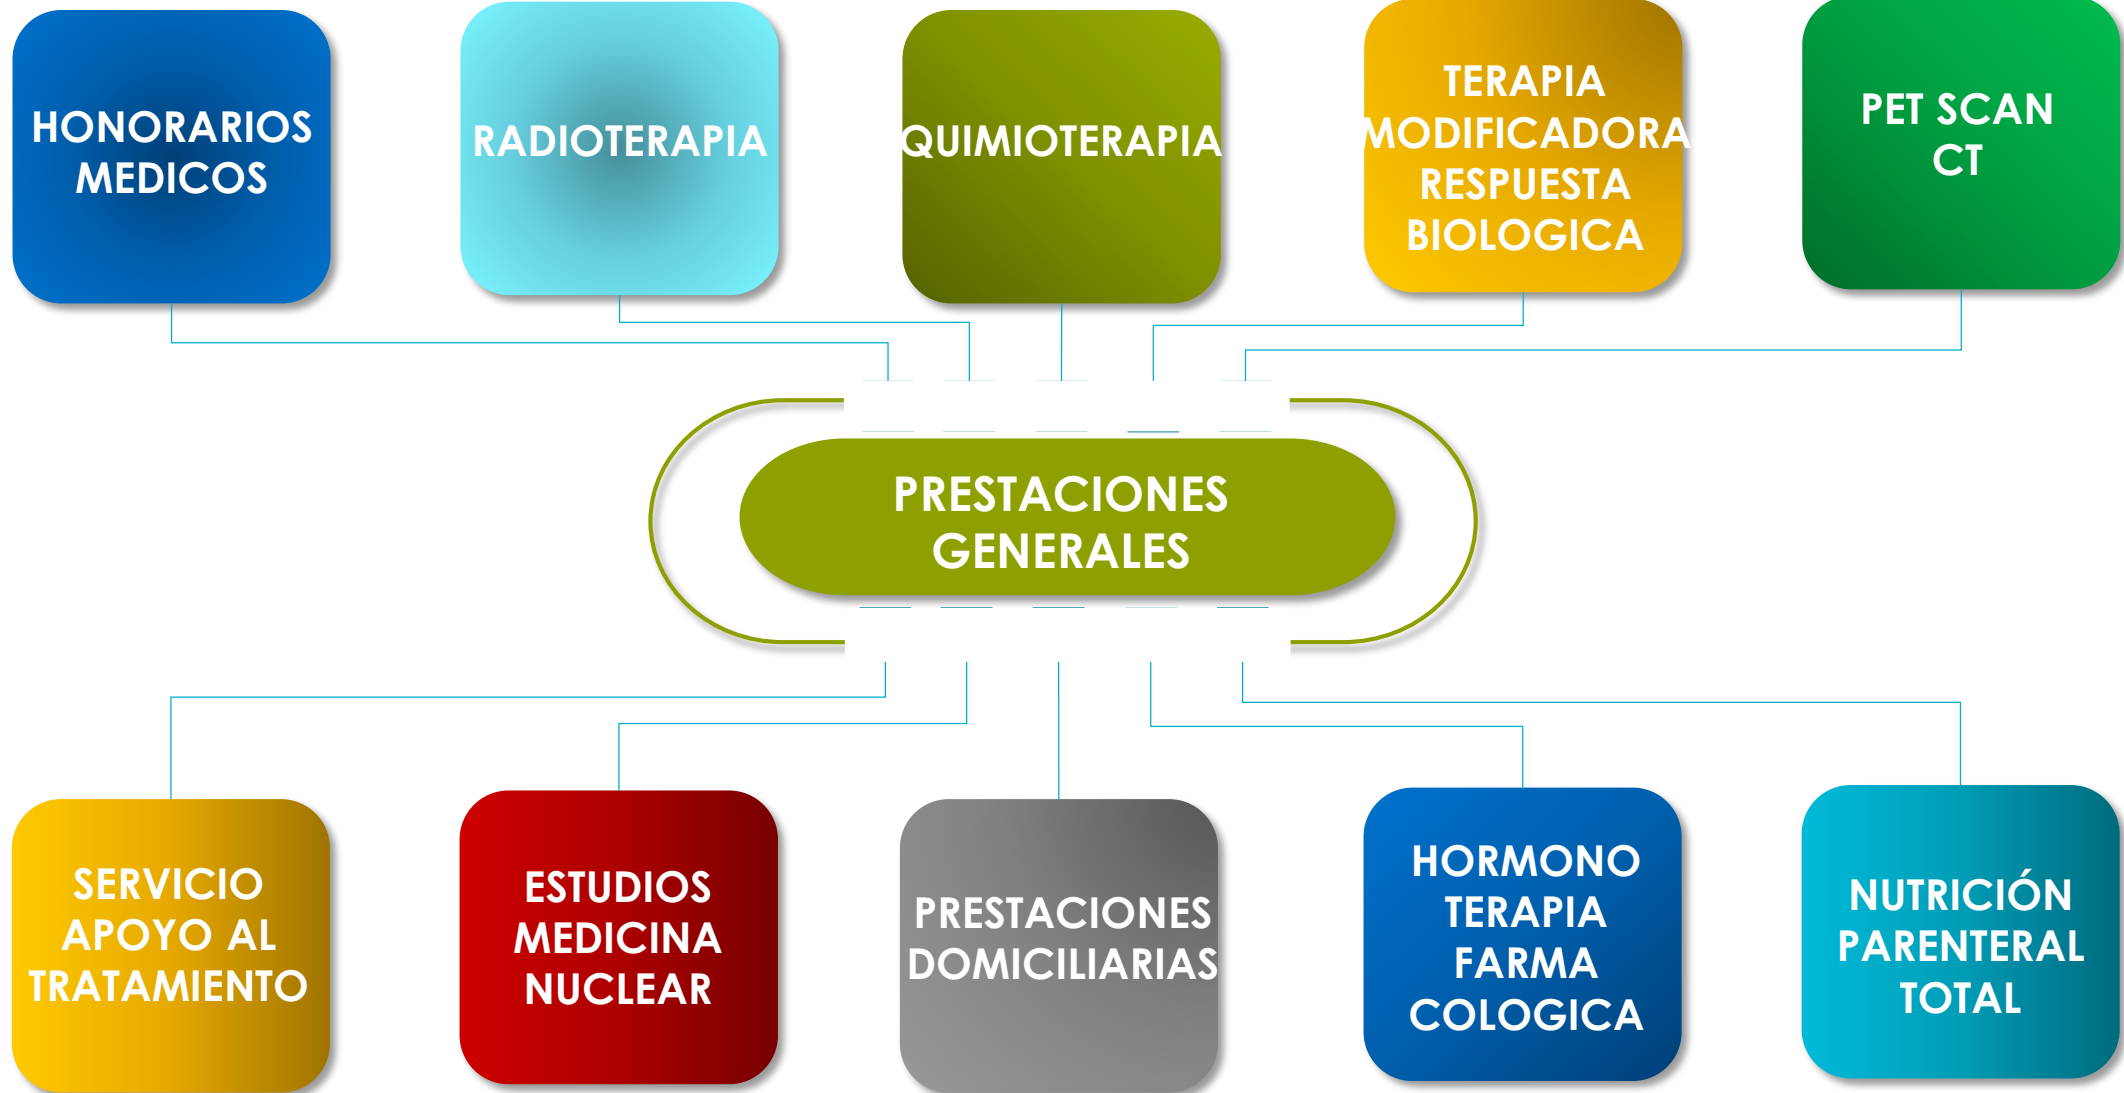 HONORARIOS
MEDICOS
RADIOTERAPIA
QUIMIOTERAPIA
TERAPIA
MODIFICADORA
RESPUESTA
BIOLOGICA
PET SCAN
CT
PRESTACIONES
GENERALES
SERVICIO
APOYO AL
TRATAMIENTO
ESTUDIOS
MEDICINA
NUCLEAR
PRESTACIONES
DOMICILIARIAS
HORMONO
TERAPIA
FARMA
COLOGICA
NUTRICIÓN
PARENTERAL
TOTAL